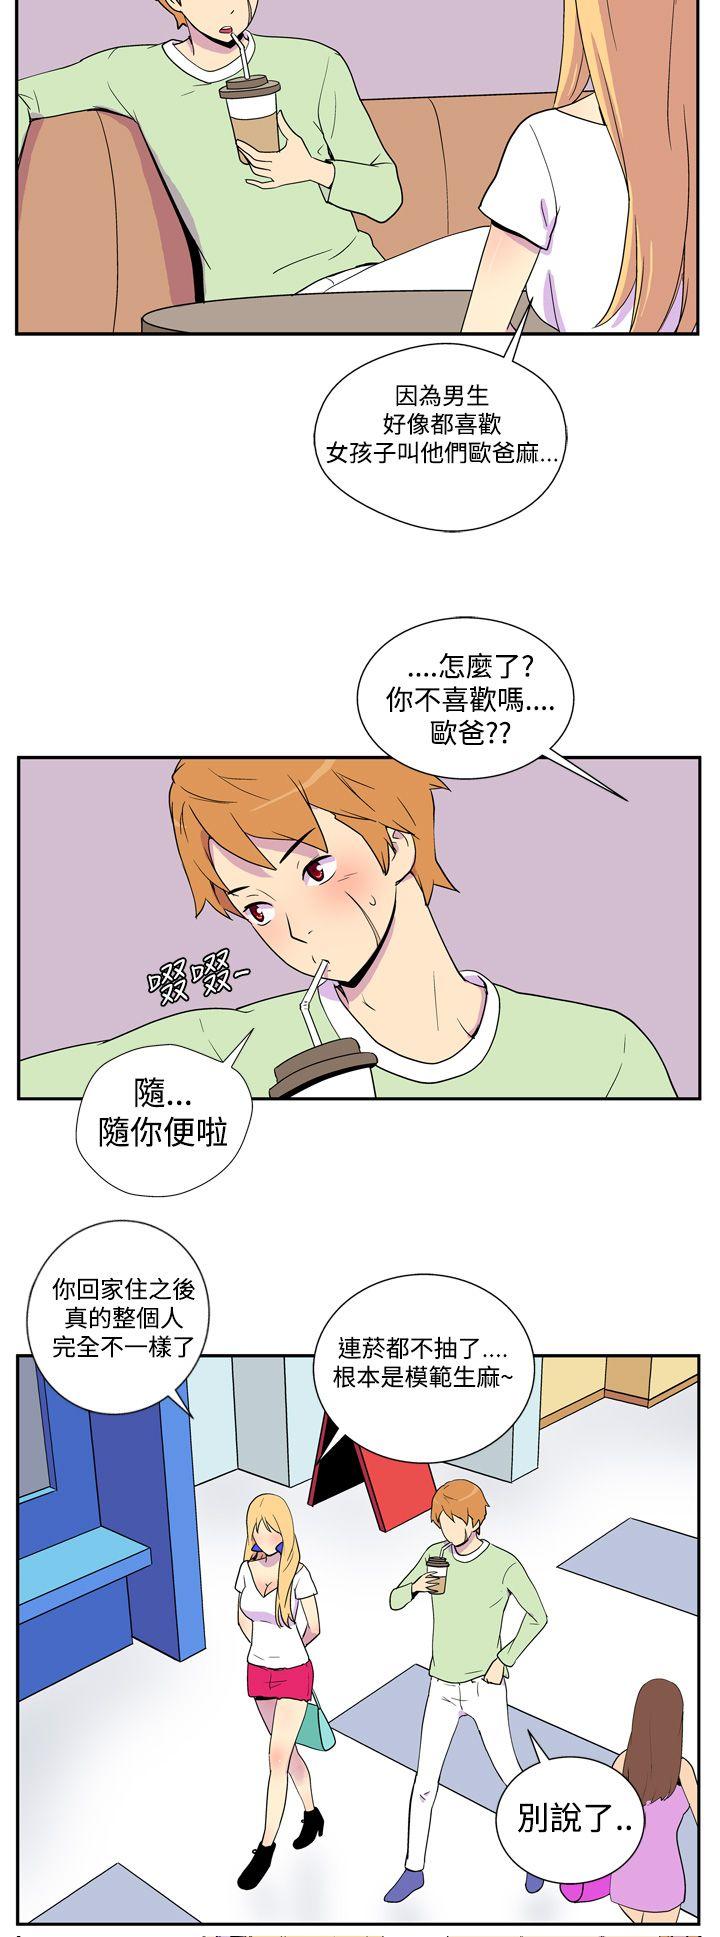 因為男生
好像都喜歡
女孩子叫他們歐爸麻...
....怎麼了?
你不喜歡嗎....
歐爸??
啜啜~
隨...
隨你便啦
你回家住之後
真的整個人
完全不一樣了
連菸都不抽了....
根本是模範生麻~
別說了..